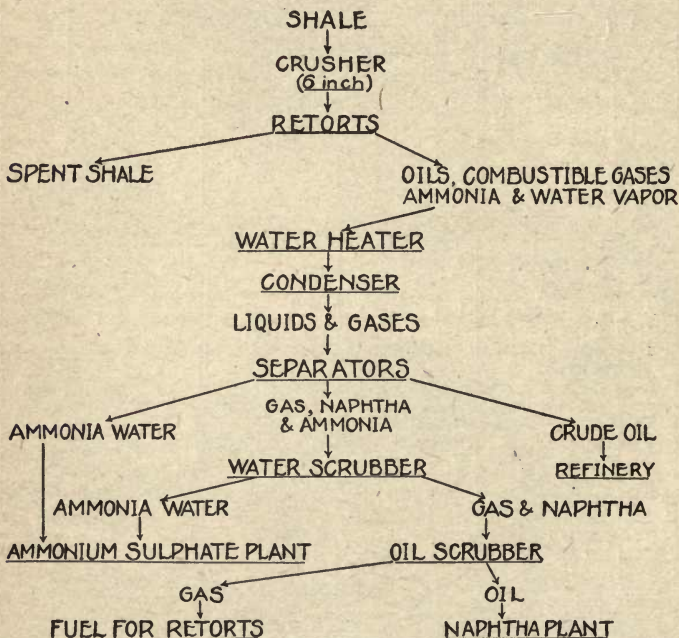 SHALE
CRUSHER
(6 inch)
RETORTS
SPENT SHALE
OILS, COMBUSTIBLE GASES
AMMONIA & WATER VAPOR
WATER HEATER
CONDENSER
LIQUIDS & GASES
SEPARATORS
AMMONIA WATER
GAS, NAPHTHA
& AMMONIA
CRUDE OIL
REFINERY
WATER SCRUBBER
AMMONIA WATER
GAS & NAPHTHA
AMMONIUM SULPHATE PLANT
OIL SCRUBBER
GAS
OIL
FUEL FOR RETORTS
NAPHTHA PLANT